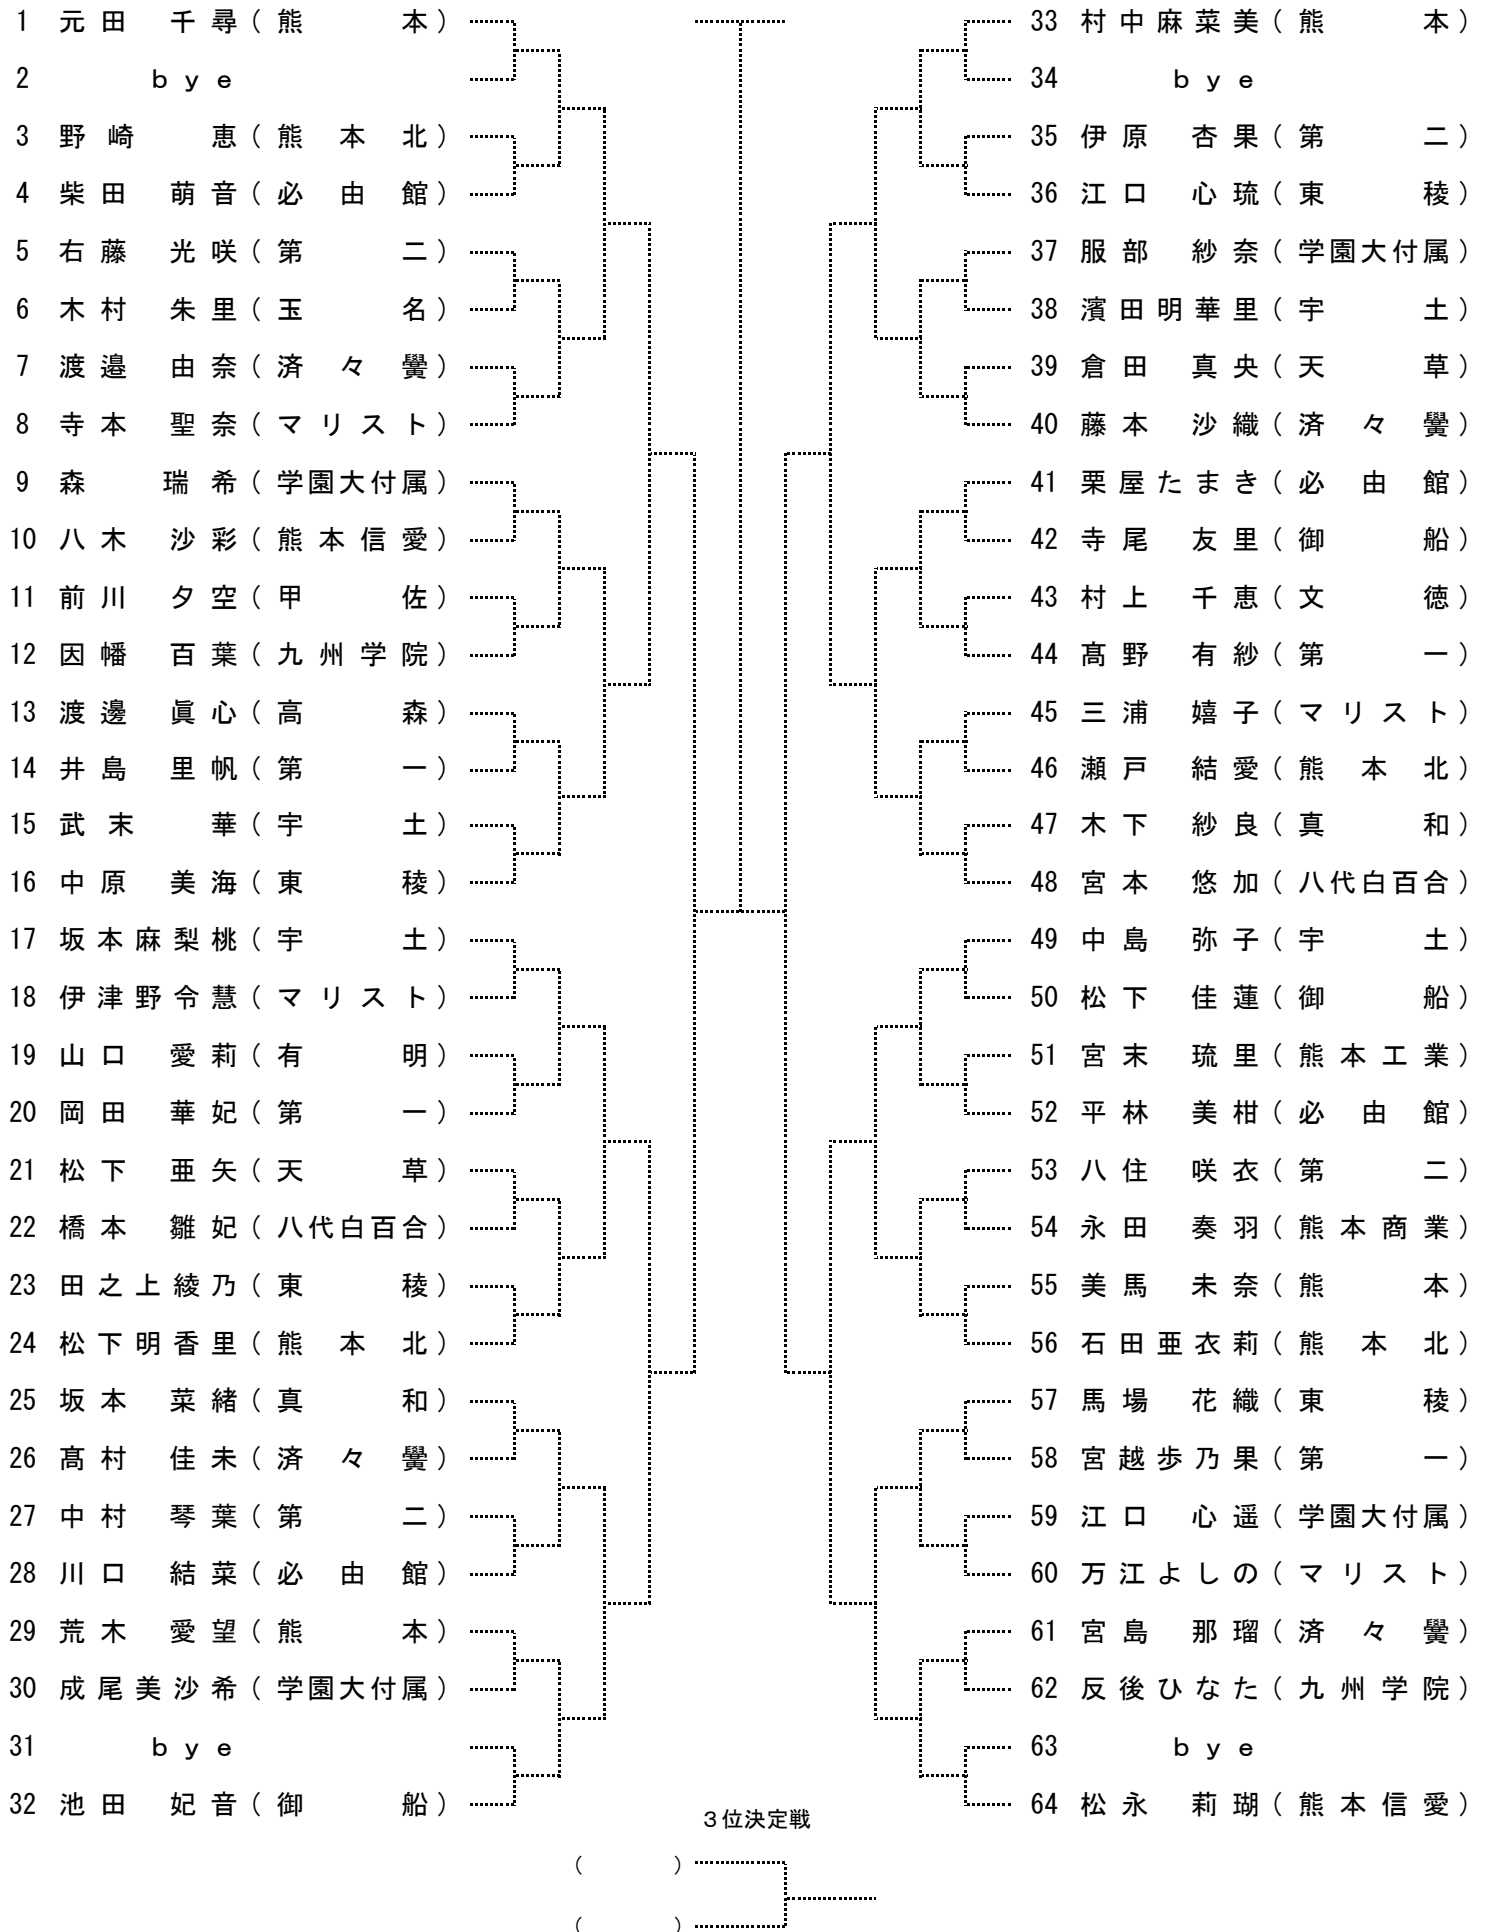 1 元田 千尋(熊本)
2 bye
3 野崎 恵(熊本北)
4 柴田 萌音(必由館)
5 右藤 光咲(第二)
6 木村 朱里(玉名)
7 渡邉 由奈(済々黌)
8 寺本 聖奈(マリスト)
9 森 瑞希(学園大付属)
10 八木 沙彩(熊本信愛)
11 前川 夕空(甲佐)
12 因幡 百葉(九州学院)
13 渡邊 眞心(高森)
14 井島 里帆(第一)
15 武末 華(宇土)
16 中原 美海(東稜)
17 坂本麻梨桃(宇土)
18 伊津野令慧(マリスト)
19 山口 愛莉(有明)
20 岡田 華妃(第一)
21 松下 亜矢(天草)
22 橋本 雛妃(八代白百合)
23 田之上綾乃(東稜)
24 松下明香里(熊本北)
25 坂本 菜緒(真和)
26 髙村 佳未(済々黌)
27 中村 琴葉(第二)
28 川口 結菜(必由館)
29 荒木 愛望(熊本)
30 成尾美沙希(学園大付属)
31 bye
32 池田 妃音(御船)
33 村中麻菜美(熊本)
34 bye
35 伊原 杏果(第二)
36 江口 心琉(東稜)
37 服部 紗奈(学園大付属)
38 濱田明華里(宇土)
39 倉田 真央(天草)
40 藤本 沙織(済々黌)
41 栗屋たまき(必由館)
42 寺尾 友里(御船)
43 村上 千恵(文徳)
44 髙野 有紗(第一)
45 三浦 嬉子(マリスト)
46 瀬戸 結愛(熊本北)
47 木下 紗良(真和)
48 宮本 悠加(八代白百合)
49 中島 弥子(宇土)
50 松下 佳蓮(御船)
51 宮末 琉里(熊本工業)
52 平林 美柑(必由館)
53 八住 咲衣(第二)
54 永田 奏羽(熊本商業)
55 美馬 未奈(熊本)
56 石田亜衣莉(熊本北)
57 馬場 花織(東稜)
58 宮越歩乃果(第一)
59 江口 心遥(学園大付属)
60 万江よしの(マリスト)
61 宮島 那瑠(済々黌)
62 反後ひなた(九州学院)
63 bye
64 松永 莉瑚(熊本信愛)
3位決定戦
( )
( )